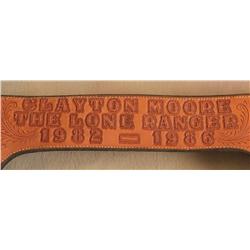 CLAYTON MOORE
THE LONE RANGER
1982 - 1986